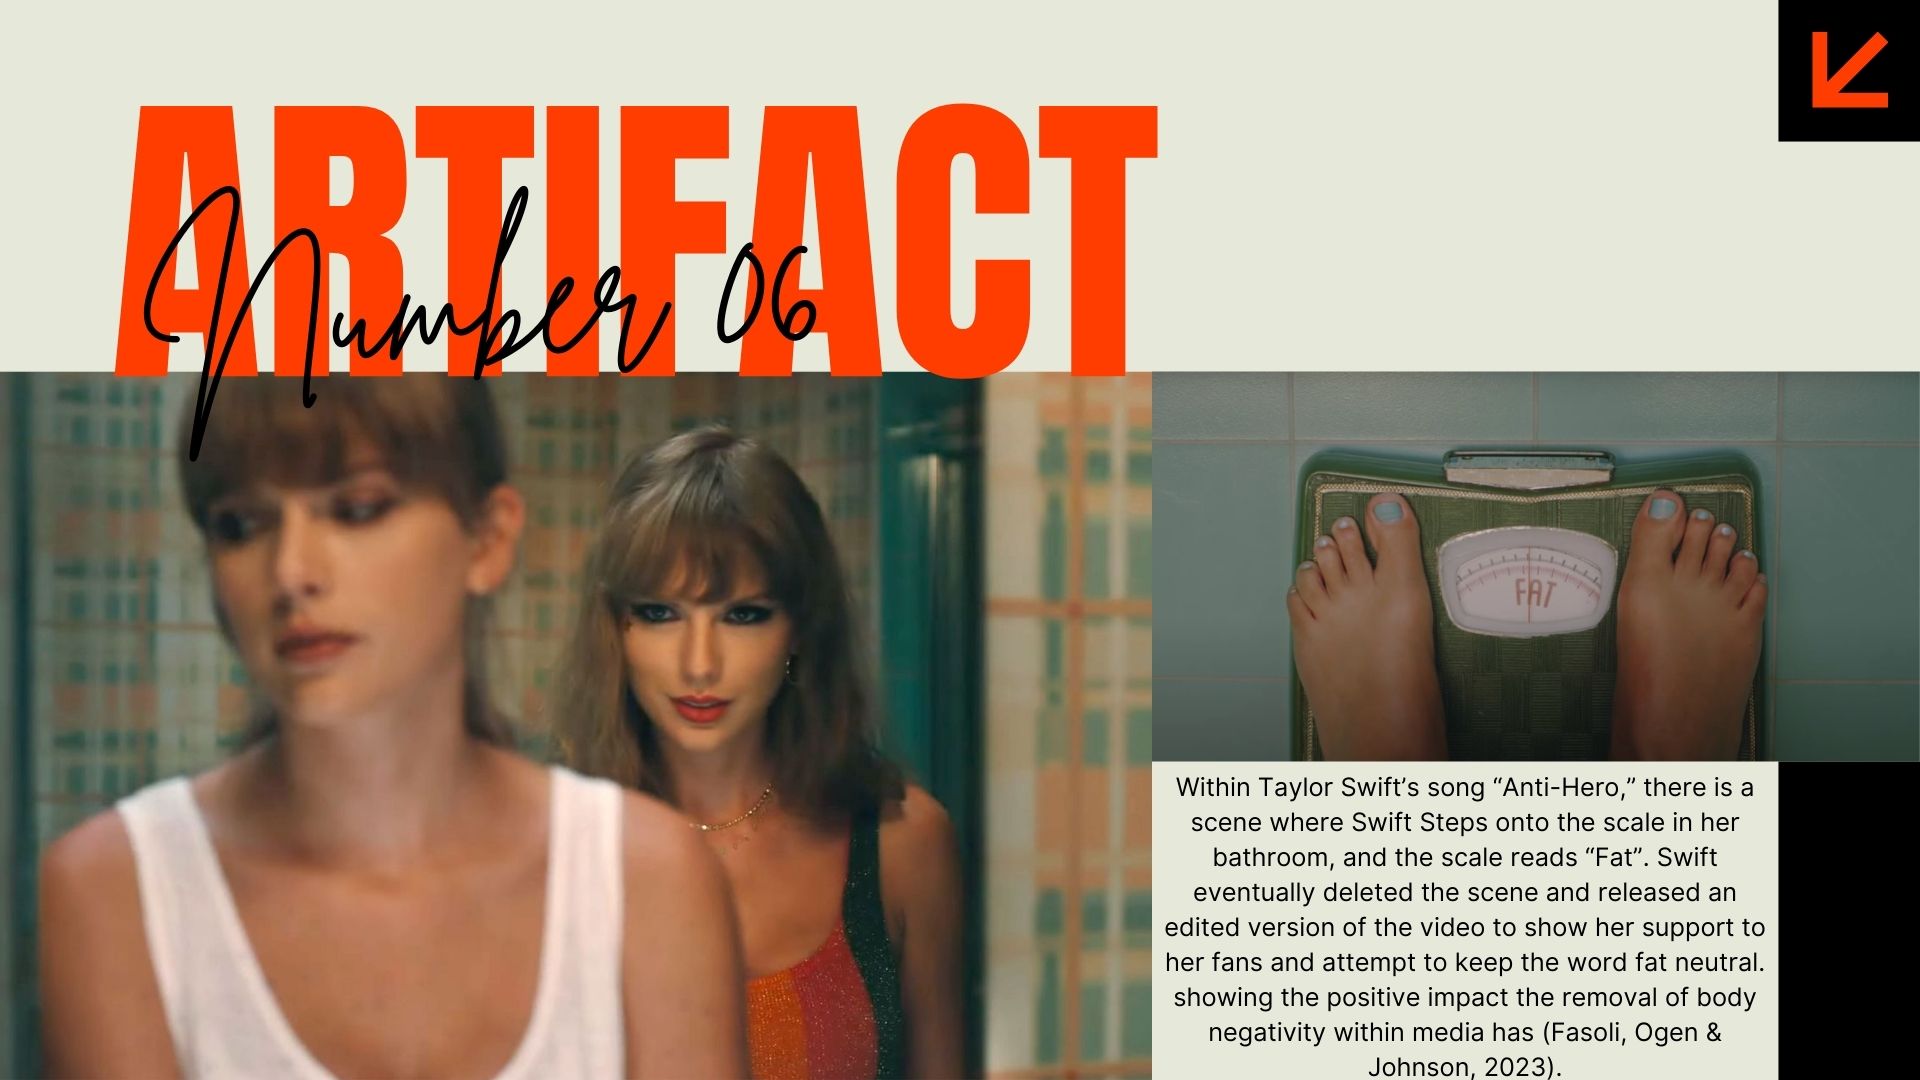 ARTIFACT
Number 06
FAT
Within Taylor Swift’s song “Anti-Hero,” there is a
scene where Swift Steps onto the scale in her
bathroom, and the scale reads “Fat”. Swift
eventually deleted the scene and released an
edited version of the video to show her support to
her fans and attempt to keep the word fat neutral.
showing the positive impact the removal of body
negativity within media has (Fasoli, Ogen &
Johnson, 2023).